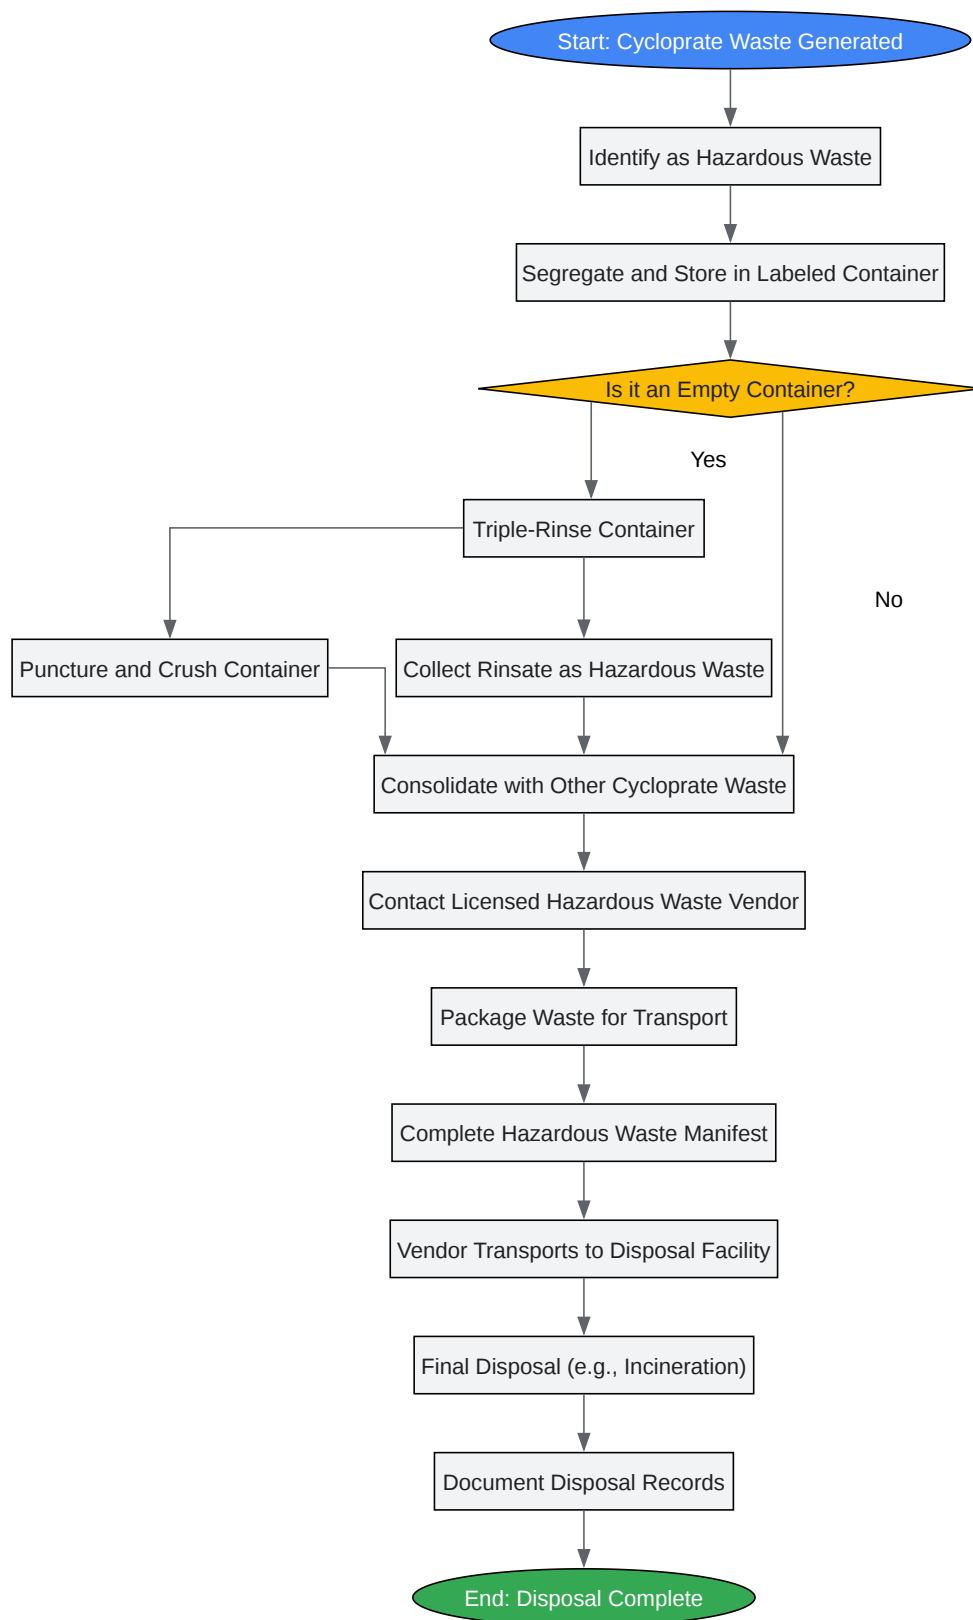 Start: Cycloprate Waste Generated
Identify as Hazardous Waste
Segregate and Store in Labeled Container
Is it an Empty Container?
Yes
Triple-Rinse Container
No
Puncture and Crush Container
Collect Rinsate as Hazardous Waste
Consolidate with Other Cycloprate Waste
Contact Licensed Hazardous Waste Vendor
Package Waste for Transport
Complete Hazardous Waste Manifest
Vendor Transports to Disposal Facility
Final Disposal (e.g., Incineration)
Document Disposal Records
End: Disposal Complete